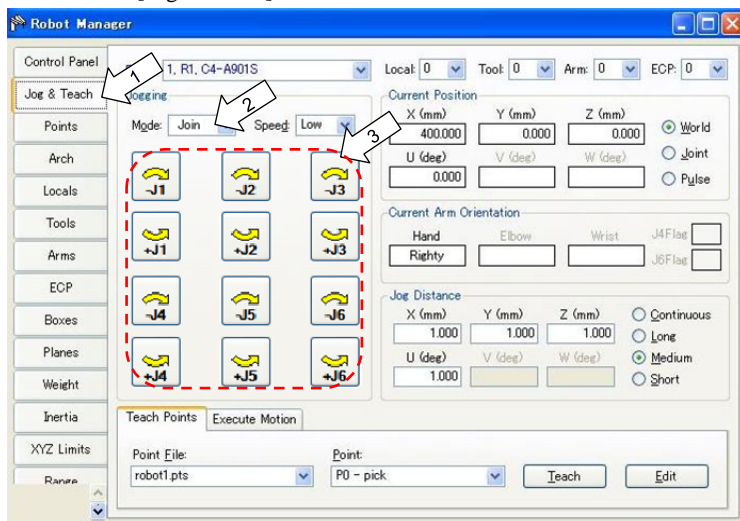 Robot Manager
Control Panel
Jog & Teach
Points
Arch
Locals
Tools
Arms
ECP
Boxes
Planes
Weight
Inertia
XYZ Limits
Range
1, R1, C4-A901S
Local: 0 Tool: 0 Arm: 0 ECP: 0
1
2
3
Jogging
Mode: Join Speed: Low
-J1 -J2 -J3
+J1 +J2 +J3
-J4 -J5 -J6
+J4 +J5 +J6
Current Position
X (mm) Y (mm) Z (mm)
400.000 0.000 0.000
U (deg) V (deg) W (deg)
0.000
World
Joint
Pulse
Current Arm Orientation
Hand Elbow Wrist J4Flag
Righty J6Flag
Jog Distance
X (mm) Y (mm) Z (mm)
1.000 1.000 1.000
U (deg) V (deg) W (deg)
1.000
Continuous
Long
Medium
Short
Teach Points Execute Motion
Point File: Point:
robot1.pts P0 - pick Teach Edit